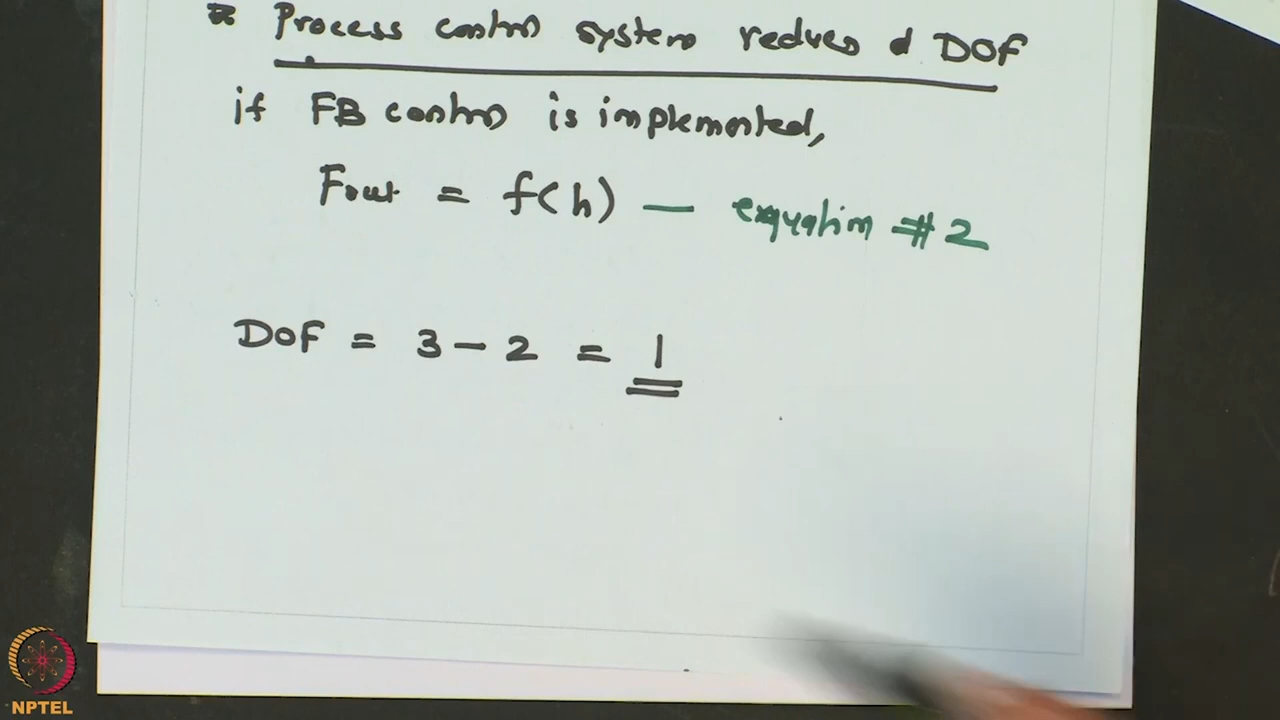 * Process control system reduces d DOF
if FB control is implemented,
Fout = f(h) — equation #2
DOF = 3 - 2 = 1
NPTEL